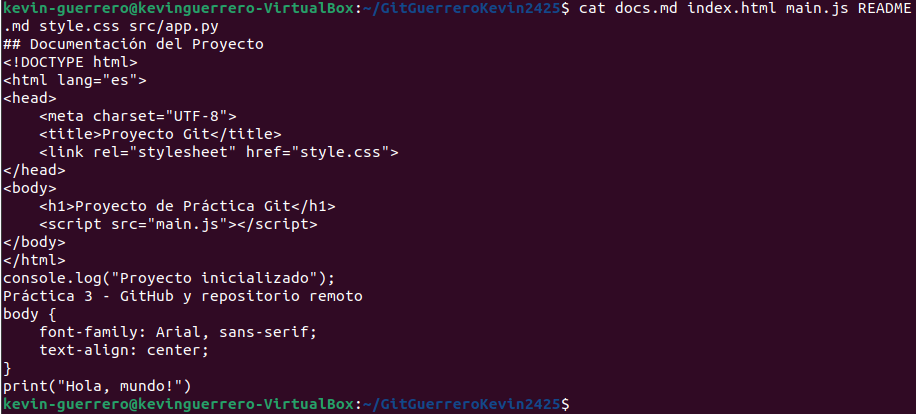 kevin-guerrero@kevinguerrero-VirtualBox:~/GitGuerreroKevin2425$ cat docs.md index.html main.js README
.md style.css src/app.py
## Documentación del Proyecto
<!DOCTYPE html>
<html lang="es">
<head>
    <meta charset="UTF-8">
    <title>Proyecto Git</title>
    <link rel="stylesheet" href="style.css">
</head>
<body>
    <h1>Proyecto de Práctica Git</h1>
    <script src="main.js"></script>
</body>
</html>
console.log("Proyecto inicializado");
Práctica 3 - GitHub y repositorio remoto
body {
    font-family: Arial, sans-serif;
    text-align: center;
}
print("Hola, mundo!")
kevin-guerrero@kevinguerrero-VirtualBox:~/GitGuerreroKevin2425$